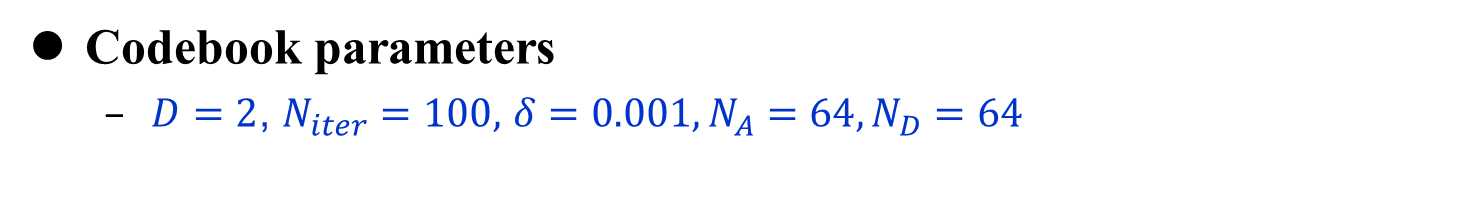 ● Codebook parameters
– D = 2, N_iter = 100, δ = 0.001, N_A = 64, N_D = 64